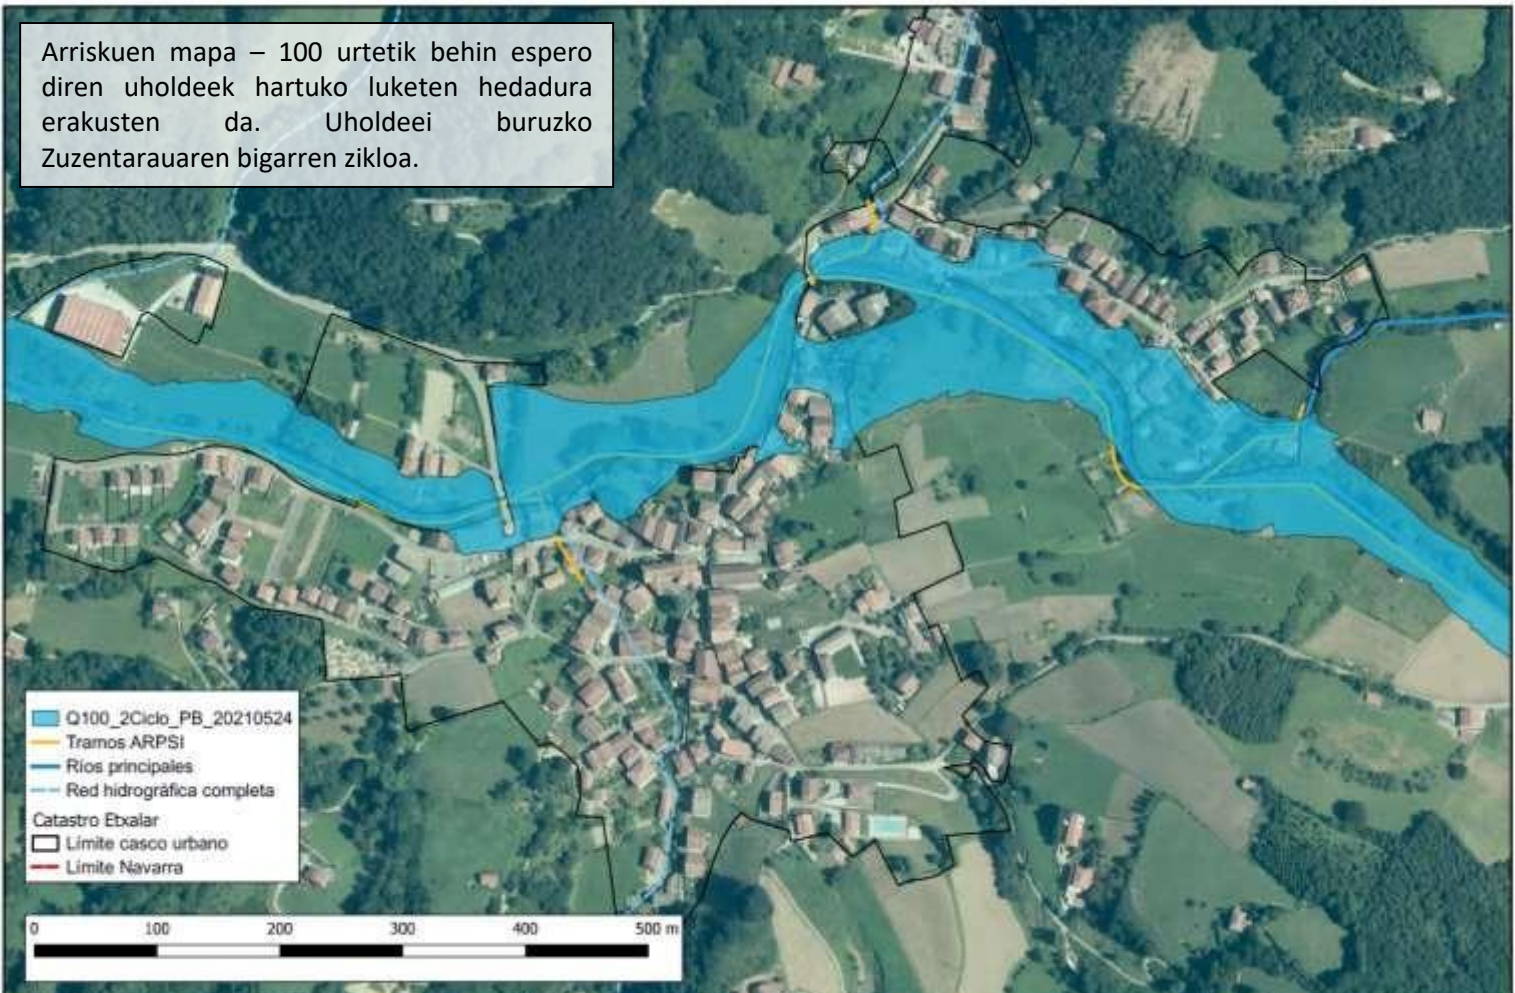 Arriskuen mapa – 100 urtetik behin espero
diren uholdeek hartuko luketen hedadura
erakusten da. Uholdeei buruzko
Zuzentarauaren bigarren zikloa.
Q100_2Ciclo_PB_20210524
Tramos ARPSI
Ríos principales
Red hidrográfica completa
Catastro Etxalar
Límite casco urbano
Límite Navarra
0 100 200 300 400 500 m